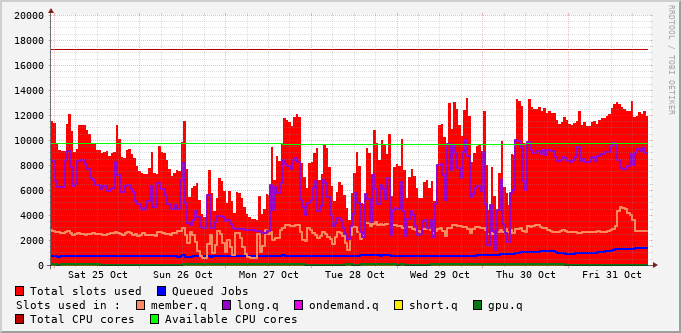 RRDTOOL / TOBI OETIKER
20000
18000
16000
14000
12000
10000
8000
6000
4000
2000
0
Sat 25 Oct Sun 26 Oct Mon 27 Oct Tue 28 Oct Wed 29 Oct Thu 30 Oct Fri 31 Oct
Total slots used Queued Jobs
Slots used in : member.q long.q ondemand.q short.q gpu.q
Total CPU cores Available CPU cores